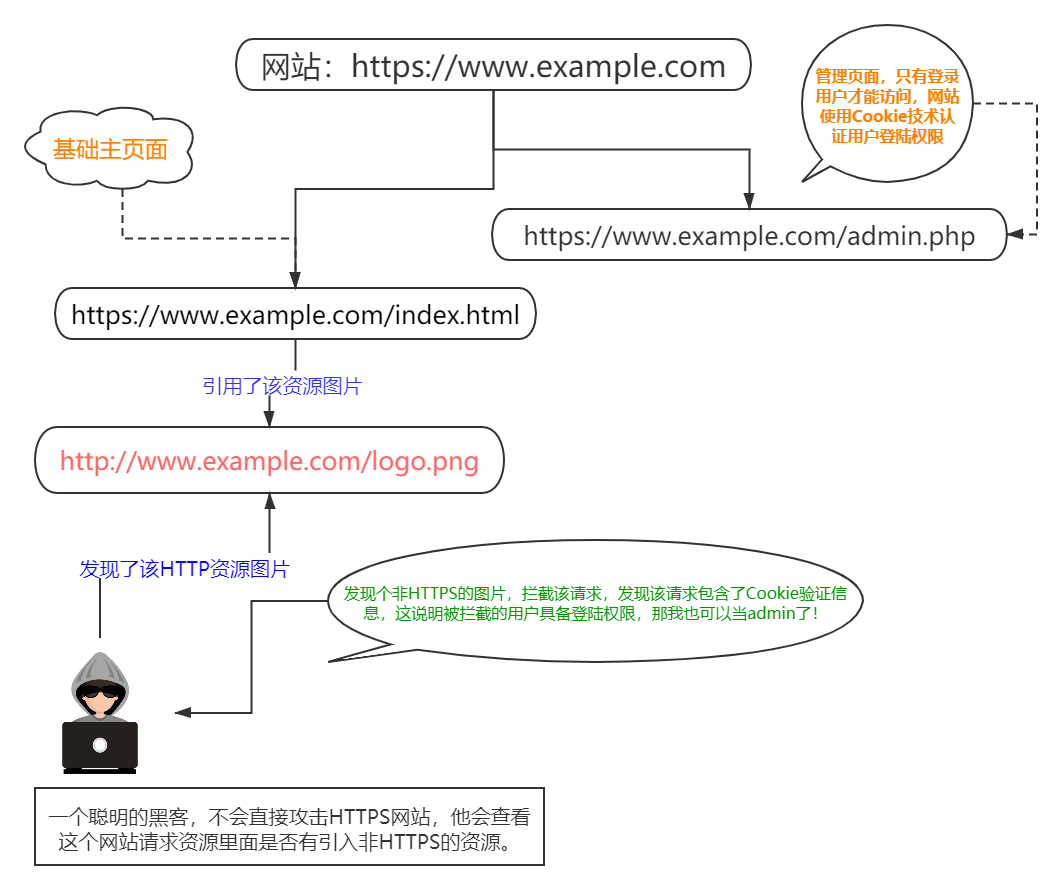 网站：https://www.example.com
管理页面，只有登录
用户才能访问，网站
使用Cookie技术认
证用户登陆权限
基础主页面
https://www.example.com/admin.php
https://www.example.com/index.html
引用了该资源图片
http://www.example.com/logo.png
发现了该HTTP资源图片
发现个非HTTPS的图片，拦截该请求，发现该请求包含了Cookie验证信
息，这说明被拦截的用户具备登陆权限，那我也可以当admin了！
一个聪明的黑客，不会直接攻击HTTPS网站，他会查看
这个网站请求资源里面是否有引入非HTTPS的资源。